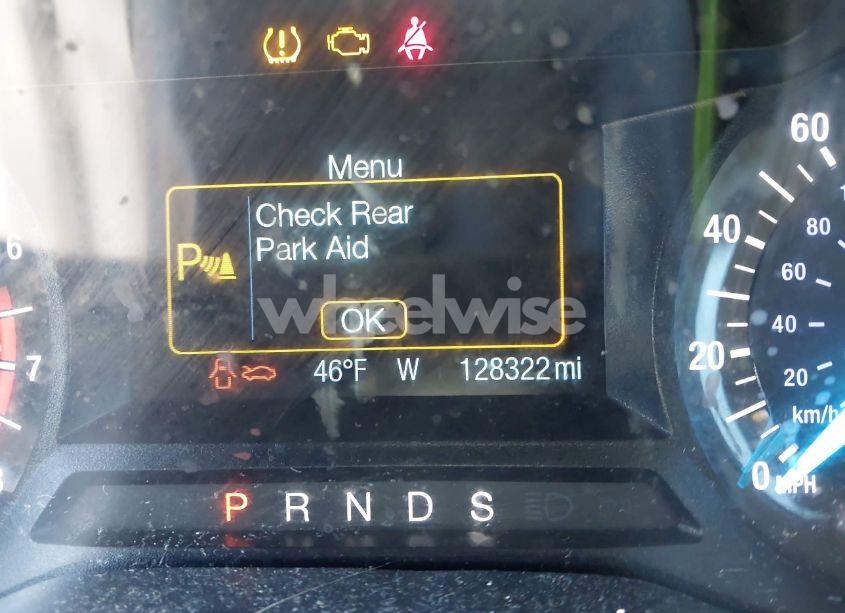 Menu
Check Rear
Park Aid
P
OK
wheelwise
46°F W 128322 mi
6
7
60
40
20
0 MPH
80
60
40
20
km/h
P R N D S